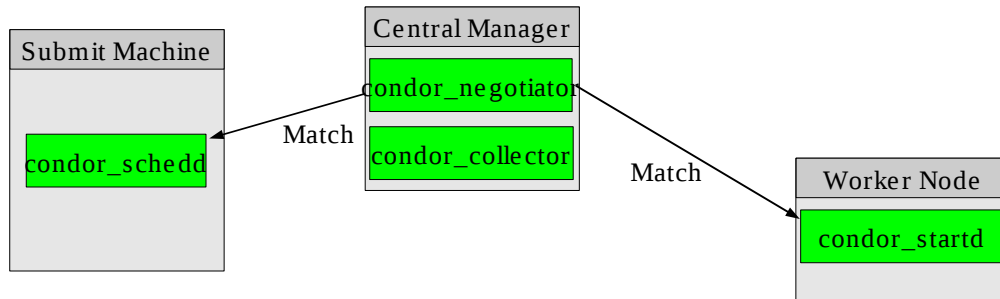 Central Manager
Submit Machine
condor_negotiator
Match
condor_schedd
condor_collector
Match
Worker Node
condor_startd